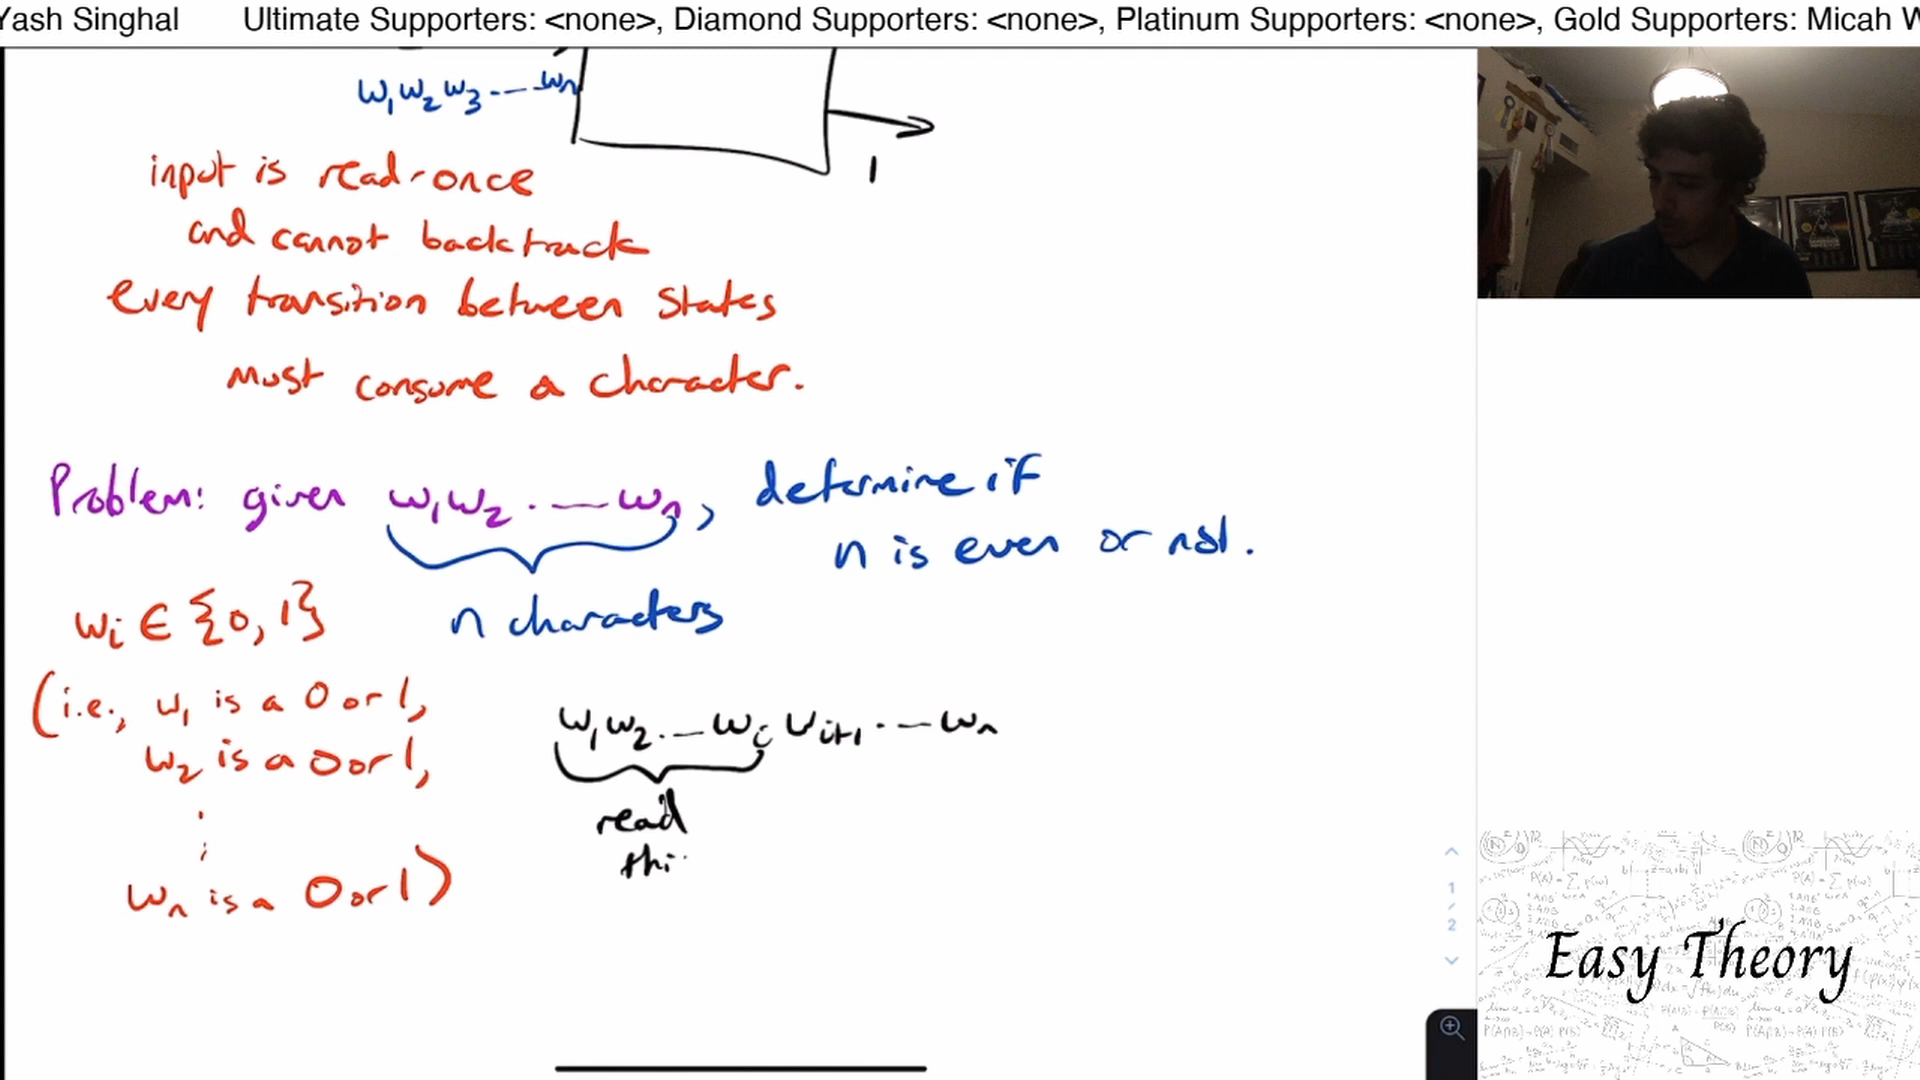 Yash Singhal Ultimate Supporters: <none>, Diamond Supporters: <none>, Platinum Supporters: <none>, Gold Supporters: Micah W
w₁w₂w₃...wₙ
1
input is read-once
and cannot backtrack
every transition between states
must consume a character.
Problem: given w₁w₂...wₙ, determine if
n is even or not.
wᵢ ∈ {0, 1}
n characters
(i.e., w₁ is a 0 or 1,
w₂ is a 0 or 1,
⋮
wₙ is a 0 or 1)
w₁w₂...wᵢ wᵢ₊₁...wₙ
read
thi
1
2
Easy Theory